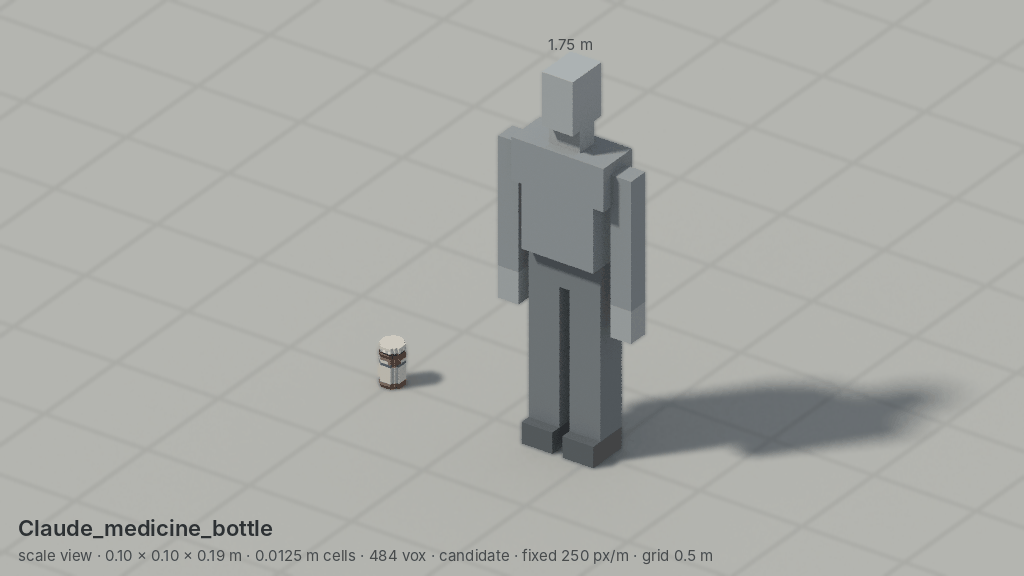 1.75 m
Claude_medicine_bottle
scale view · 0.10 × 0.10 × 0.19 m · 0.0125 m cells · 484 vox · candidate · fixed 250 px/m · grid 0.5 m